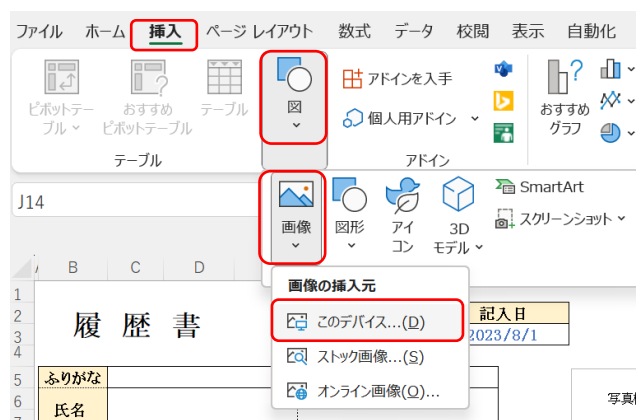 ファイル ホーム 挿入 ページ レイアウト 数式 データ 校閲 表示 自動化
ピボットテー
ブル
おすすめ
ピボットテーブル
テーブル
図
アドインを入手
個人用アドイン
おすすめ
グラフ
テーブル
アドイン
J14
画像
図形
アイ
コン
3D
モデル
SmartArt
スクリーンショット
画像の挿入元
このデバイス...(D)
ストック画像...(S)
オンライン画像(O)...
B C D
1
2
3
4
5
6
履 歴 書
記入日
2023/8/1
ふりがな
氏名